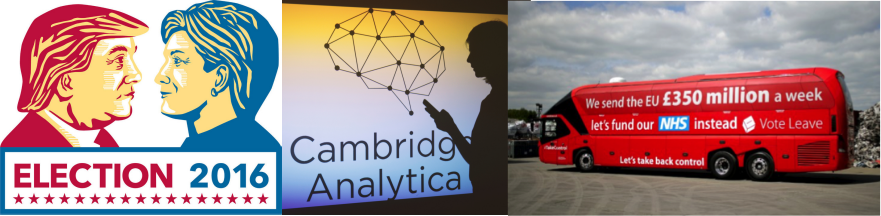 ELECTION 2016
Cambridg
Analytica
We send the EU £350 million a week
let's fund our NHS instead Vote Leave
Let's take back control